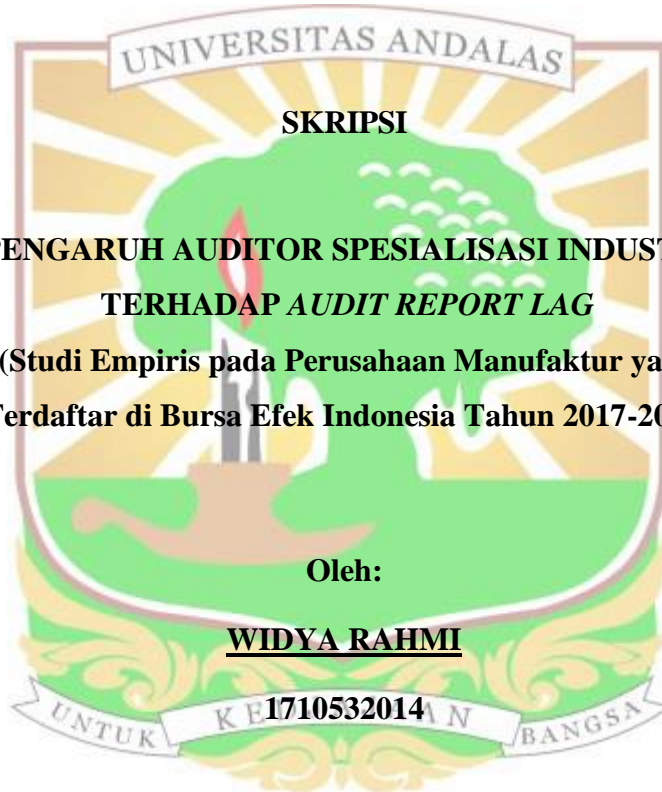 UNIVERSITAS ANDALAS
SKRIPSI
PENGARUH AUDITOR SPESIALISASI INDUST
TERHADAP AUDIT REPORT LAG
(Studi Empiris pada Perusahaan Manufaktur ya
Terdaftar di Bursa Efek Indonesia Tahun 2017-20
Oleh:
WIDYA RAHMI
1710532014
UNTUK BANGSA